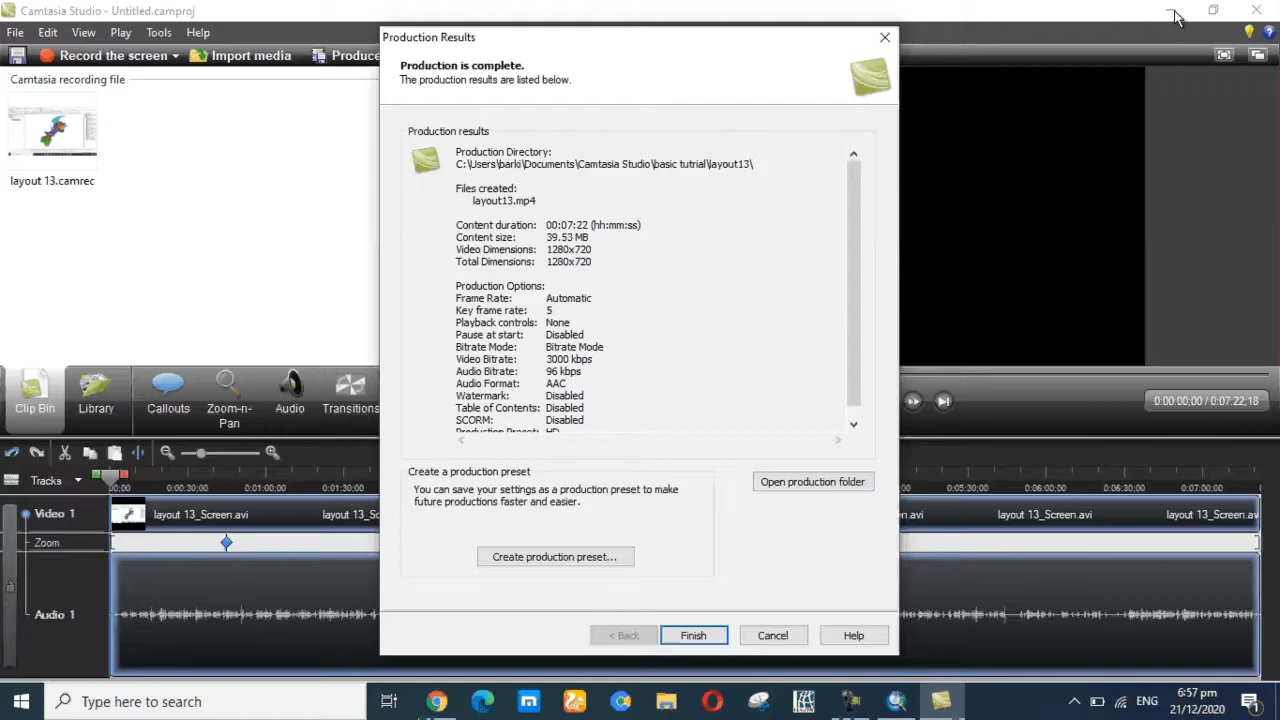 Camtasia Studio - Untitled.camproj
File Edit View Play Tools Help
Record the screen Import media Produce
Camtasia recording file
layout 13.camrec
Production Results
Production is complete.
The production results are listed below.
Production results
Production Directory:
C:\Users\barki\Documents\Camtasia Studio\basic tutrial\layout13\
Files created:
layout13.mp4
Content duration: 00:07:22 (hh:mm:ss)
Content size: 39.53 MB
Video Dimensions: 1280x720
Total Dimensions: 1280x720
Production Options:
Frame Rate: Automatic
Key frame rate: 5
Playback controls: None
Pause at start: Disabled
Bitrate Mode: Bitrate Mode
Video Bitrate: 3000 kbps
Audio Bitrate: 96 kbps
Audio Format: AAC
Watermark: Disabled
Table of Contents: Disabled
SCORM: Disabled
Production Preset: HD
Create a production preset
You can save your settings as a production preset to make
future productions faster and easier.
Create production preset...
Open production folder
< Back Finish Cancel Help
Clip Bin Library Callouts Zoom-n-
Pan Audio Transitions
0:00:00;00 / 0:07:22;18
Tracks
00;00 0:00:30;00 0:01:00;00 0:01:30;00 0:05:30;00 0:06:00;00 0:06:30;00 0:07:00;00
Video 1 layout 13_Screen.avi layout 13_Sc en.avi layout 13_Screen.avi layout 13_Screen.avi
Zoom
Audio 1
Type here to search
ENG
6:57 pm
21/12/2020
1